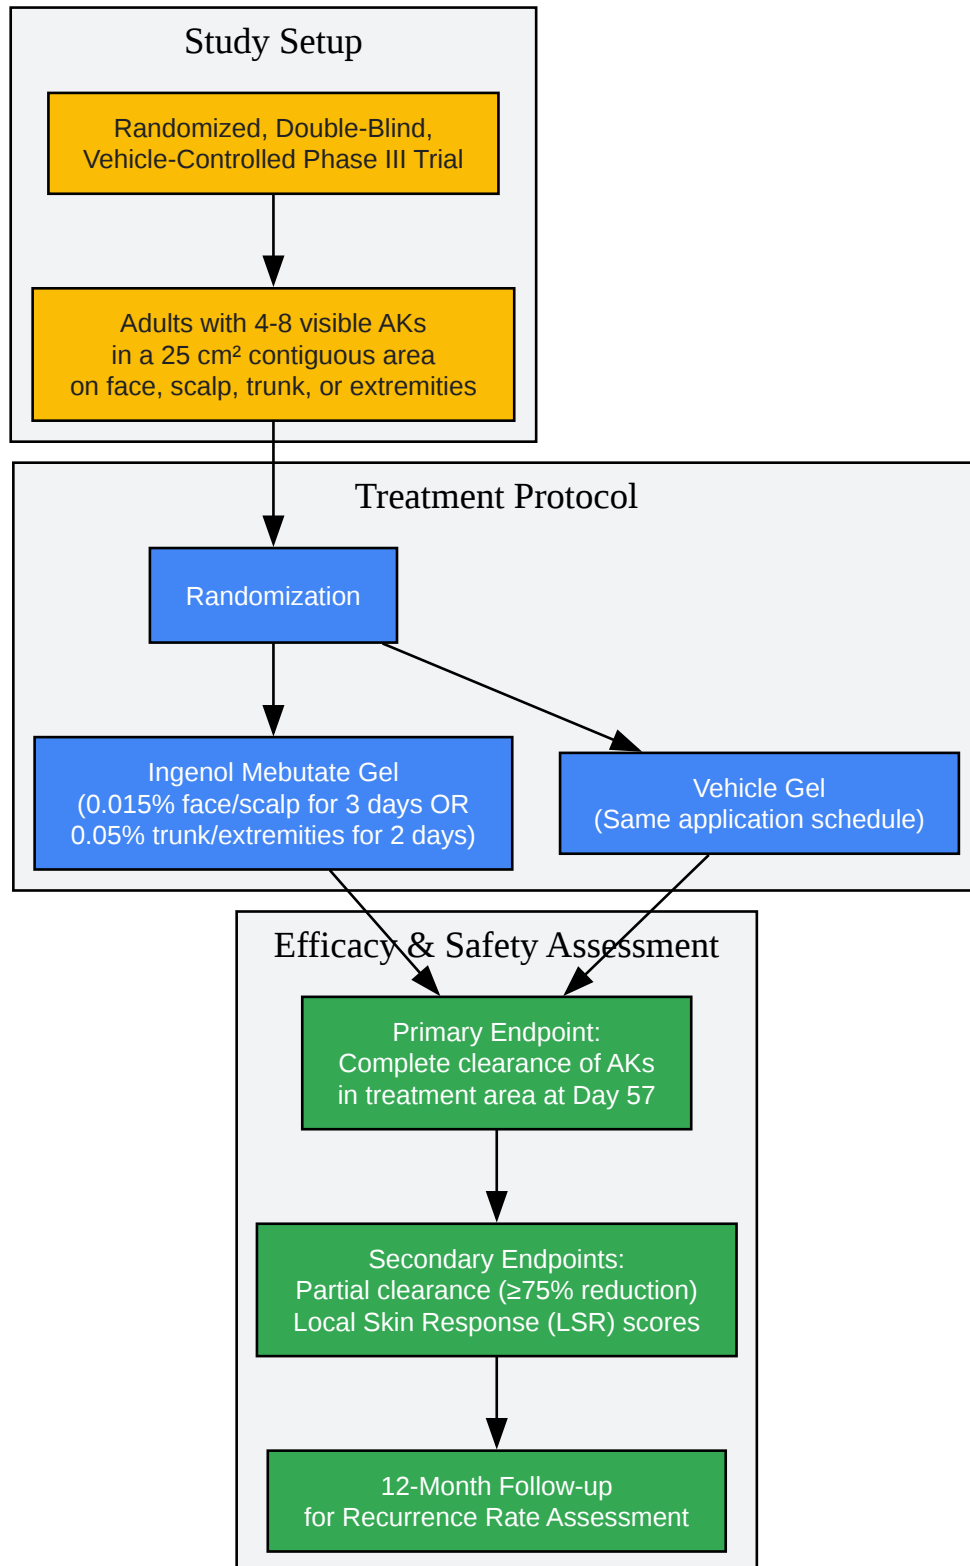 Study Setup
Randomized, Double-Blind,
Vehicle-Controlled Phase III Trial
Adults with 4-8 visible AKs
in a 25 cm² contiguous area
on face, scalp, trunk, or extremities
Treatment Protocol
Randomization
Ingenol Mebutate Gel
(0.015% face/scalp for 3 days OR
0.05% trunk/extremities for 2 days)
Vehicle Gel
(Same application schedule)
Efficacy & Safety Assessment
Primary Endpoint:
Complete clearance of AKs
in treatment area at Day 57
Secondary Endpoints:
Partial clearance (≥75% reduction)
Local Skin Response (LSR) scores
12-Month Follow-up
for Recurrence Rate Assessment